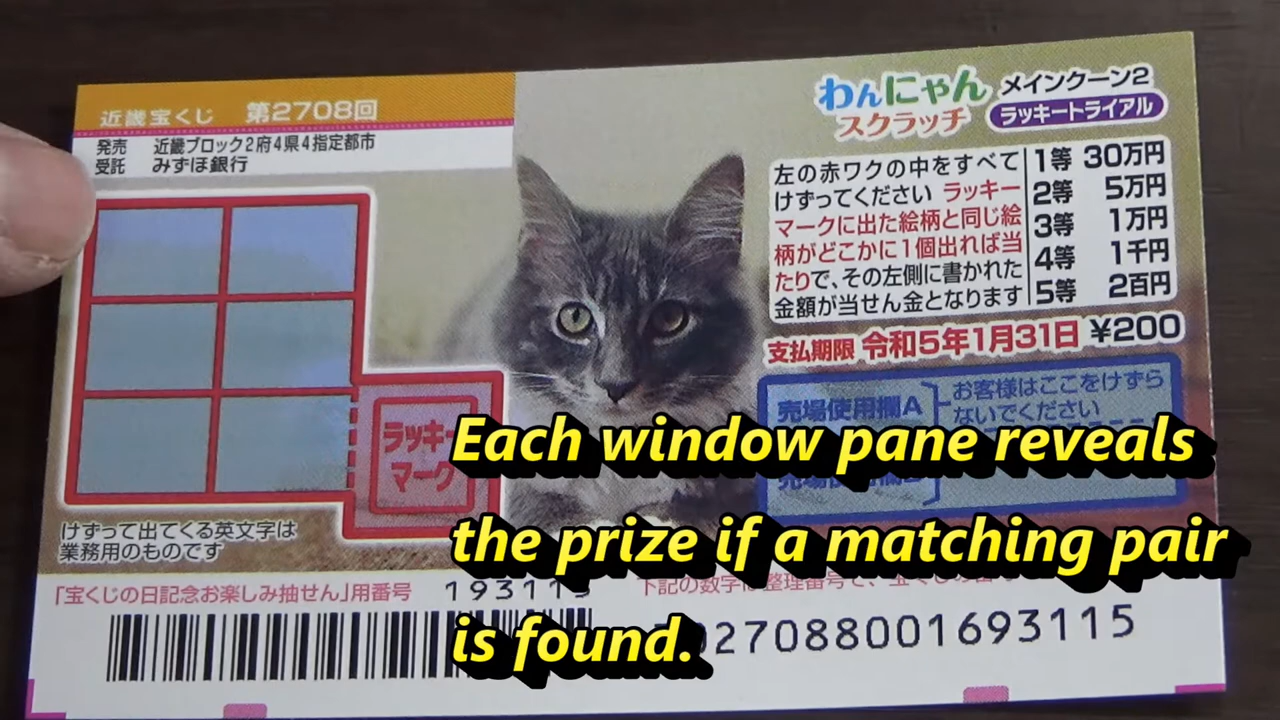 近畿宝くじ 第2708回
発売 近畿ブロック2府4県4指定都市
受託 みずほ銀行
わんにゃん
スクラッチ
メインクーン2
ラッキートライアル
左の赤ワクの中をすべて
けずってください ラッキー
マークに出た絵柄と同じ絵
柄がどこかに1個出れば当
たりで、その左側に書かれた
金額が当せん金となります
1等 30万円
2等 5万円
3等 1万円
4等 1千円
5等 2百円
支払期限 令和5年1月31日 ¥200
売場使用欄A
お客様はここをけずら
ないでください
ラッキー
マーク
Each window pane reveals
the prize if a matching pair
is found.
けずって出てくる英文字は
業務用のものです
「宝くじの日記念お楽しみ抽せん」用番号 193115
下記の数字は整理番号で、
027088001693115